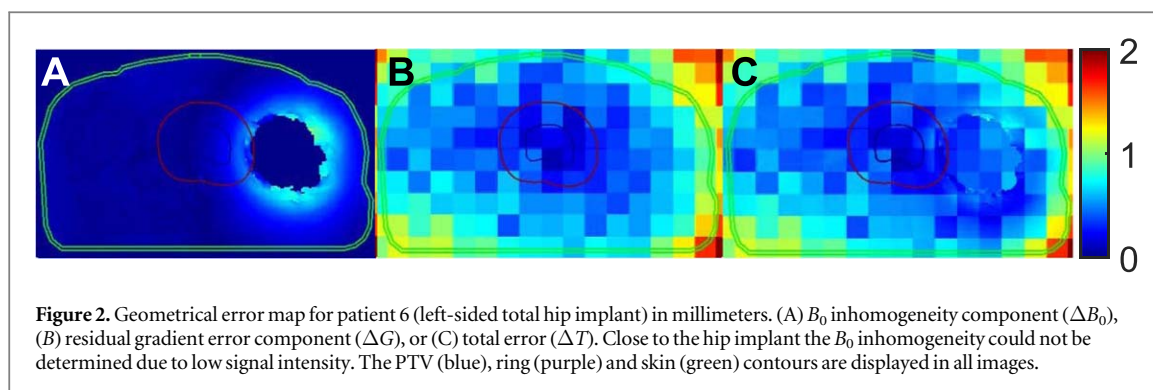 A B C 2
1
0
Figure 2. Geometrical error map for patient 6 (left-sided total hip implant) in millimeters. (A) B₀ inhomogeneity component (ΔB₀),
(B) residual gradient error component (ΔG), or (C) total error (ΔT). Close to the hip implant the B₀ inhomogeneity could not be
determined due to low signal intensity. The PTV (blue), ring (purple) and skin (green) contours are displayed in all images.